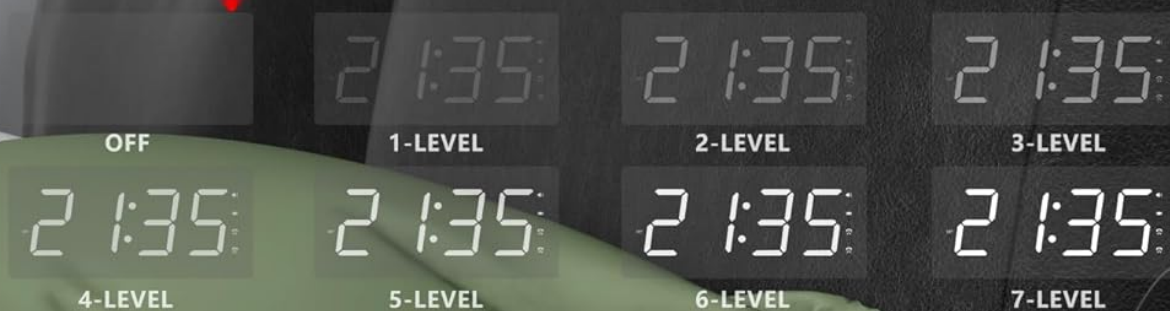 21:35 21:35 21:35
OFF 1-LEVEL 2-LEVEL 3-LEVEL
21:35 21:35 21:35 21:35
4-LEVEL 5-LEVEL 6-LEVEL 7-LEVEL